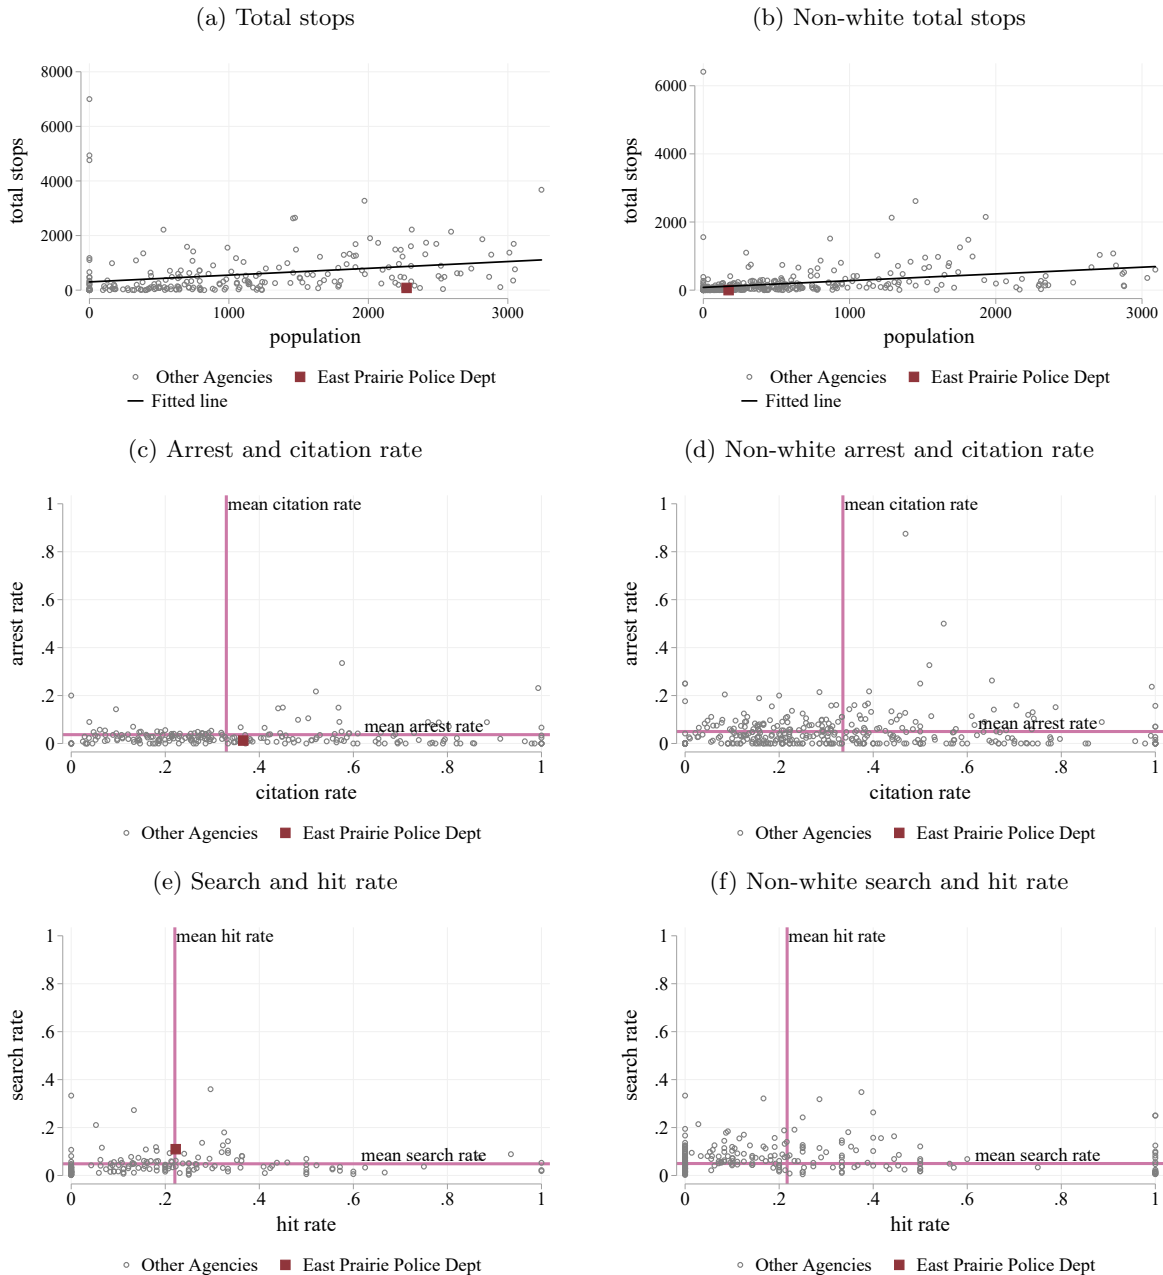 (a) Total stops
(b) Non-white total stops
8000
6000
4000
2000
0
total stops
0 1000 2000 3000
population
6000
4000
2000
0
total stops
0 1000 2000 3000
population
Other Agencies East Prairie Police Dept
Fitted line
Other Agencies East Prairie Police Dept
Fitted line
(c) Arrest and citation rate
(d) Non-white arrest and citation rate
1
.8
.6
.4
.2
0
arrest rate
mean citation rate
mean arrest rate
0 .2 .4 .6 .8 1
citation rate
1
.8
.6
.4
.2
0
arrest rate
mean citation rate
mean arrest rate
0 .2 .4 .6 .8 1
citation rate
Other Agencies East Prairie Police Dept
Other Agencies East Prairie Police Dept
(e) Search and hit rate
(f) Non-white search and hit rate
1
.8
.6
.4
.2
0
search rate
mean hit rate
mean search rate
0 .2 .4 .6 .8 1
hit rate
1
.8
.6
.4
.2
0
search rate
mean hit rate
mean search rate
0 .2 .4 .6 .8 1
hit rate
Other Agencies East Prairie Police Dept
Other Agencies East Prairie Police Dept